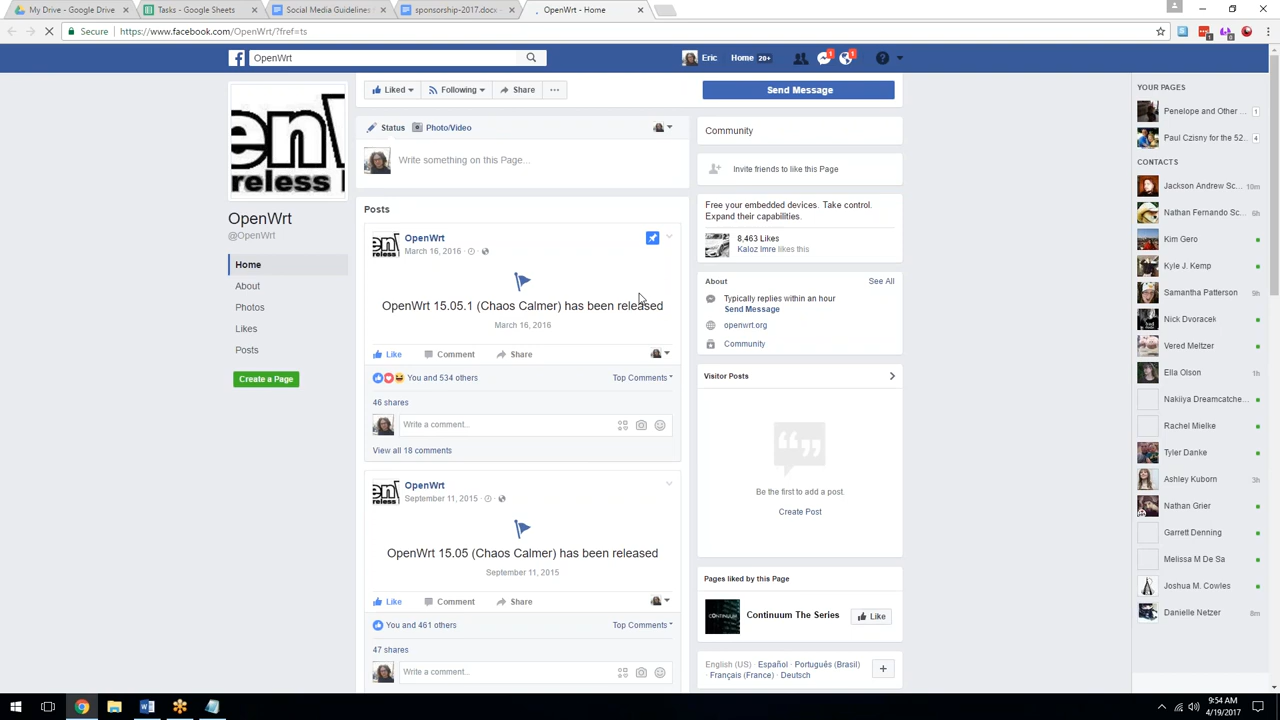 My Drive - Google Drive
Tasks - Google Sheets
Social Media Guidelines
sponsorship-2017.docx -
OpenWrt - Home
Secure
https://www.facebook.com/OpenWrt/?fref=ts
OpenWrt
Eric
Home 20+
1
1
Liked
Following
Share
Send Message
en\
reless
OpenWrt
@OpenWrt
Home
About
Photos
Likes
Posts
Create a Page
Status
Photo/Video
Write something on this Page...
Posts
OpenWrt
March 16, 2016
OpenWrt 15.05.1 (Chaos Calmer) has been released
March 16, 2016
Like
Comment
Share
You and 534 others
Top Comments
46 shares
Write a comment...
View all 18 comments
OpenWrt
September 11, 2015
OpenWrt 15.05 (Chaos Calmer) has been released
September 11, 2015
Like
Comment
Share
You and 461 others
Top Comments
47 shares
Write a comment...
Community
Invite friends to like this Page
Free your embedded devices. Take control.
Expand their capabilities.
8,463 Likes
Kaloz Imre likes this
About
See All
Typically replies within an hour
Send Message
openwrt.org
Community
Visitor Posts
Be the first to add a post.
Create Post
Pages liked by this Page
CONTINUUM
Continuum The Series
Like
English (US) · Español · Português (Brasil) ·
Français (France) · Deutsch
YOUR PAGES
Penelope and Other ...
1
Paul Czisny for the 52...
4
CONTACTS
Jackson Andrew Sc...
10m
Nathan Fernando Sc...
6h
Kim Gero
Kyle J. Kemp
Samantha Patterson
9h
Nick Dvoracek
Vered Meltzer
Ella Olson
1h
Nakiiya Dreamcatche...
Rachel Mielke
Tyler Danke
Ashley Kuborn
3h
Nathan Grier
Garrett Denning
Melissa M De Sa
Joshua M. Cowles
Danielle Netzer
8m
9:54 AM
4/19/2017